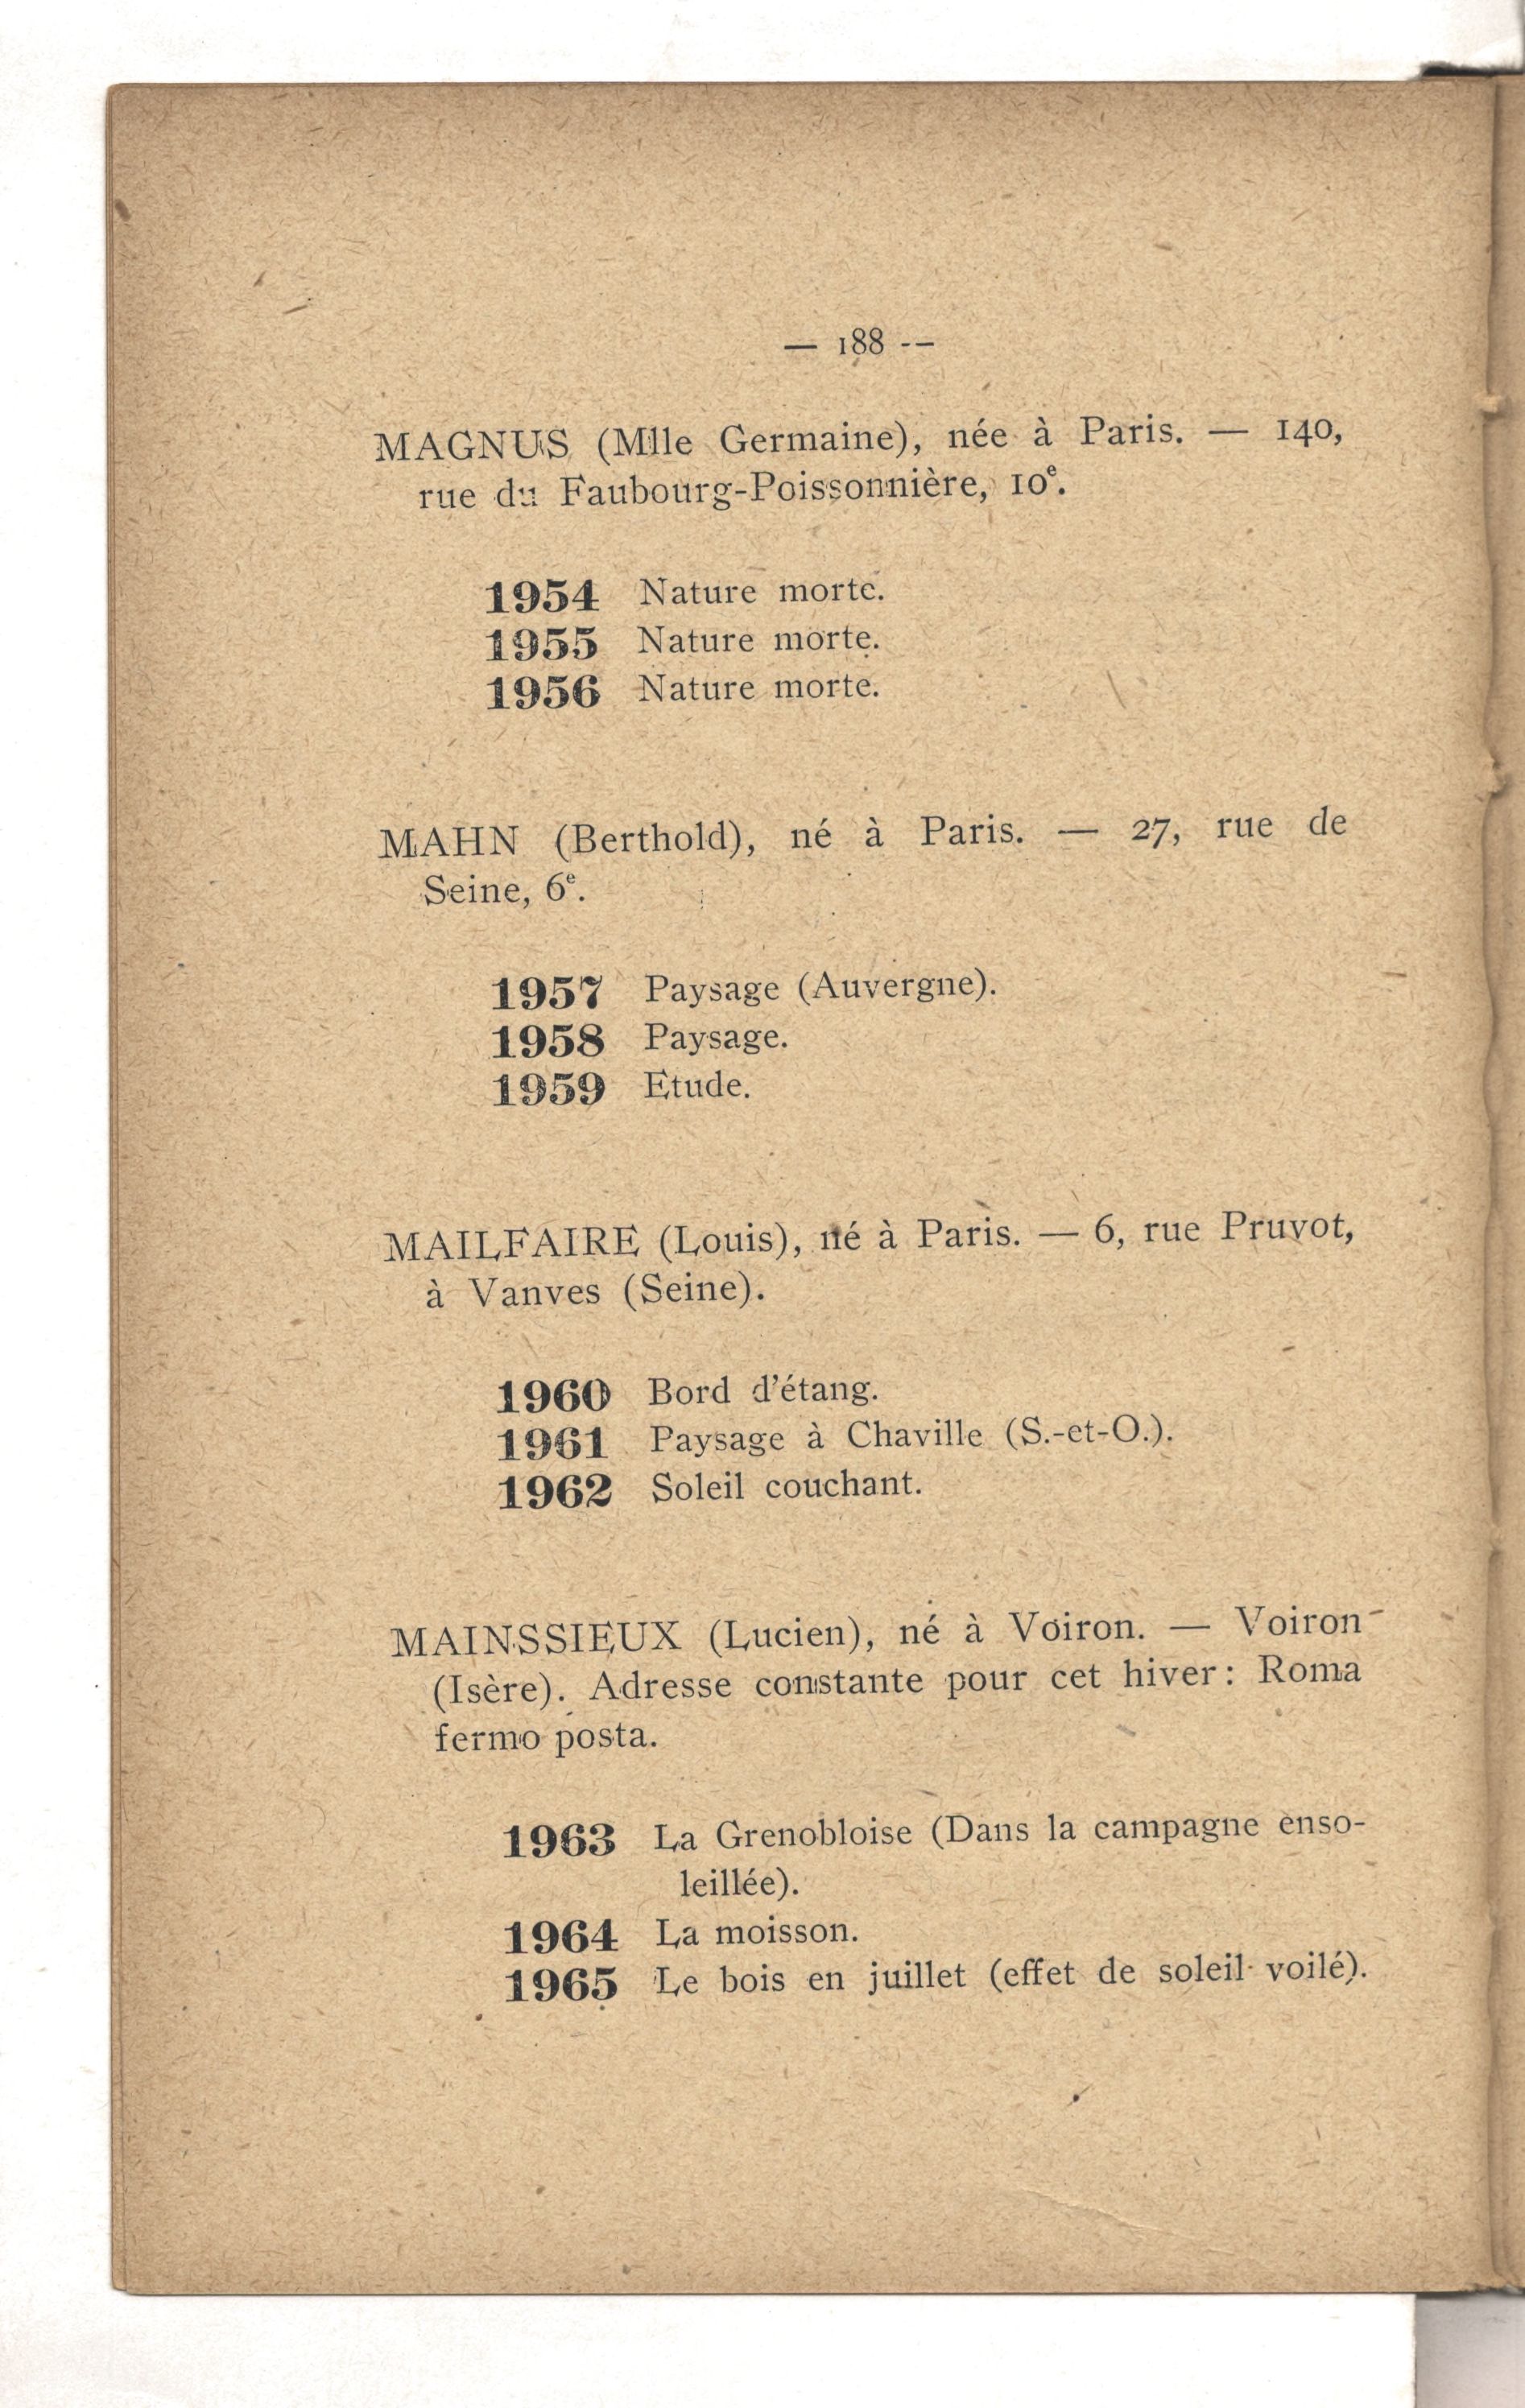 — 188 --
MAGNUS (Mlle Germaine), née à Paris. — 140,
rue du Faubourg-Poissonnière, 10e.
1954 Nature morte.
1955 Nature morte.
1956 Nature morte.
MAHN (Berthold), né à Paris. — 27, rue de
Seine, 6e.
1957 Paysage (Auvergne).
1958 Paysage.
1959 Etude.
MAILFAIRE (Louis), né à Paris. — 6, rue Pruvot,
à Vanves (Seine).
1960 Bord d'étang.
1961 Paysage à Chaville (S.-et-O.).
1962 Soleil couchant.
MAINSSIEUX (Lucien), né à Voiron. — Voiron
(Isère). Adresse constante pour cet hiver : Roma
fermo posta.
1963 La Grenobloise (Dans la campagne enso-
leillée).
1964 La moisson.
1965 Le bois en juillet (effet de soleil voilé).